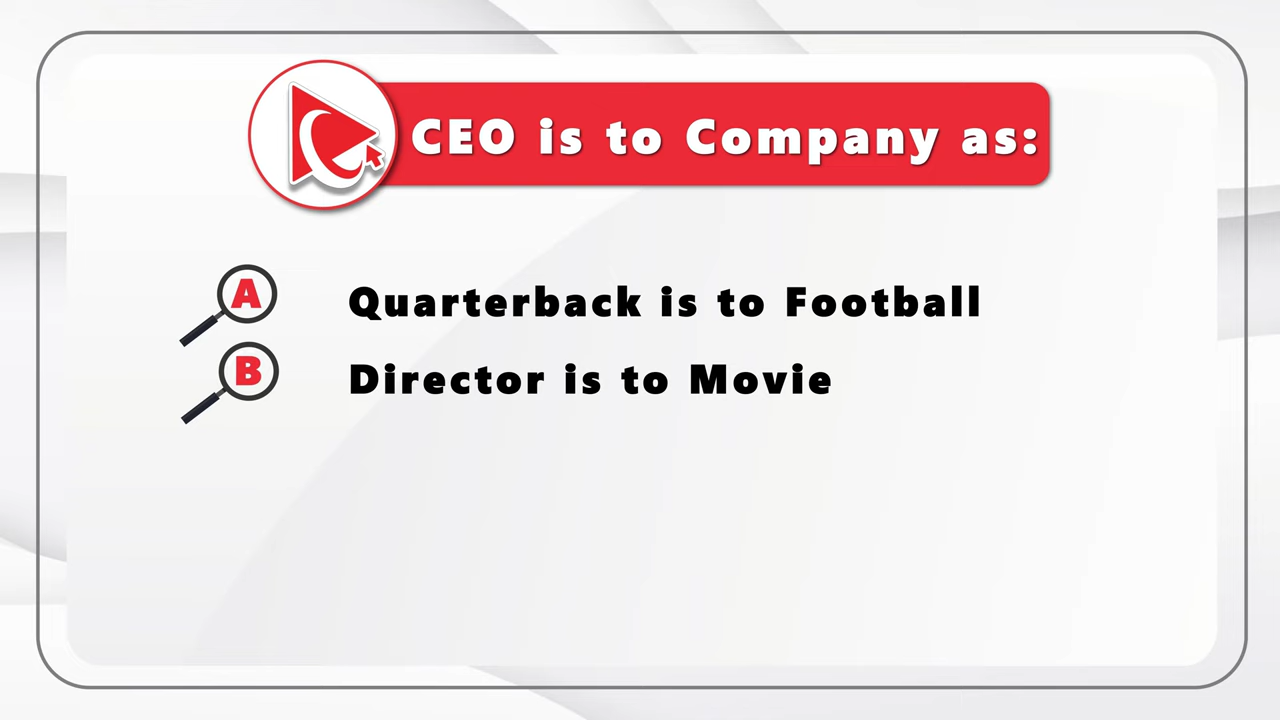 CEO is to Company as:
A Quarterback is to Football
B Director is to Movie